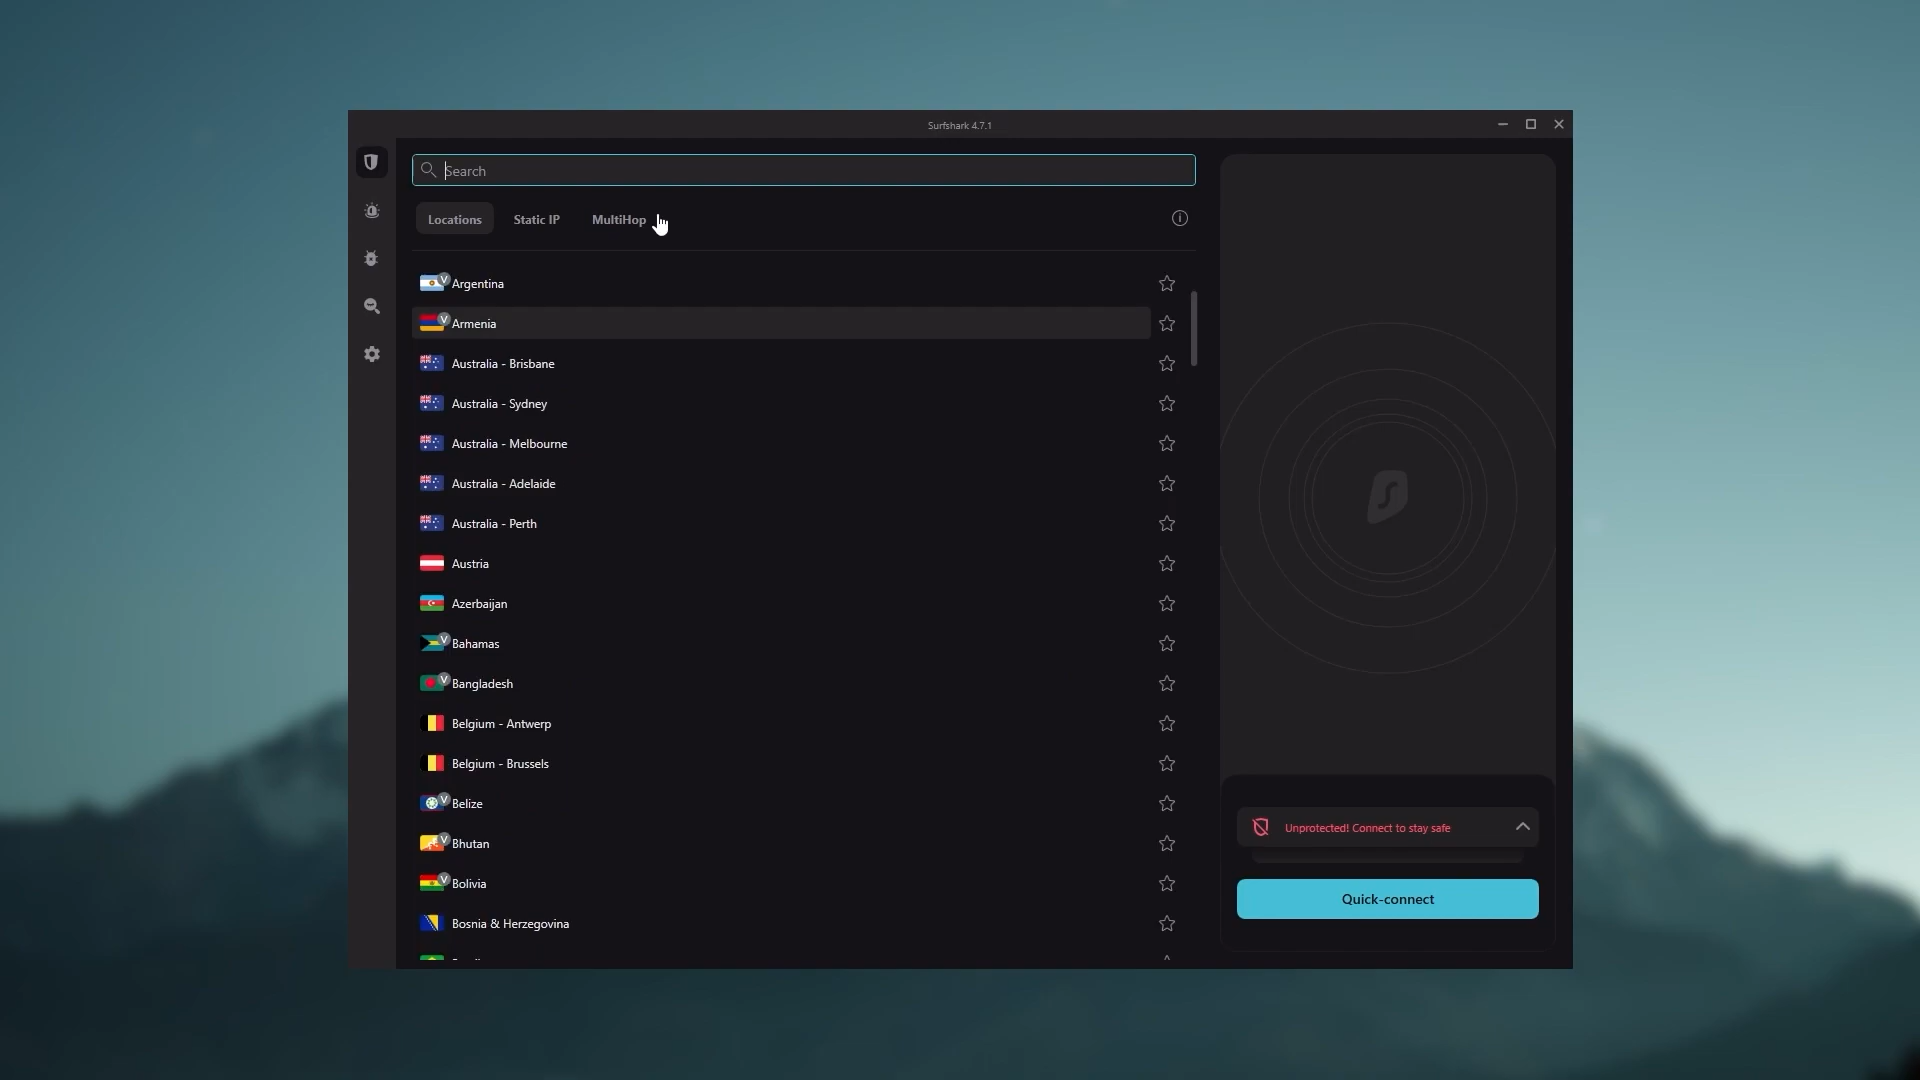 Surfshark 4.7.1
Search
Locations
Static IP
MultiHop
V
Argentina
V
Armenia
Australia - Brisbane
Australia - Sydney
Australia - Melbourne
Australia - Adelaide
Australia - Perth
Austria
Azerbaijan
V
Bahamas
V
Bangladesh
Belgium - Antwerp
Belgium - Brussels
V
Belize
V
Bhutan
V
Bolivia
Bosnia & Herzegovina
Unprotected! Connect to stay safe
Quick-connect